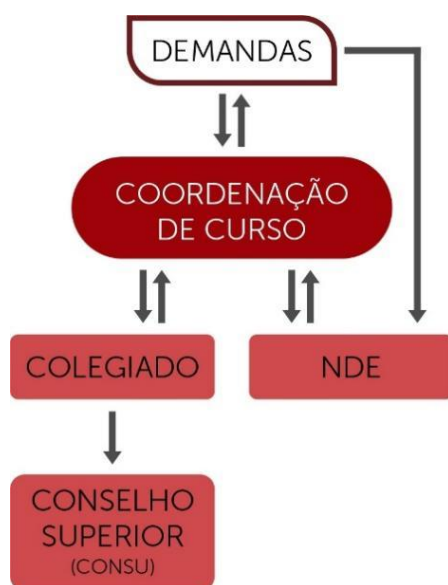 DEMANDAS
COORDENAÇÃO
DE CURSO
COLEGIADO
NDE
CONSELHO
SUPERIOR
(CONSU)